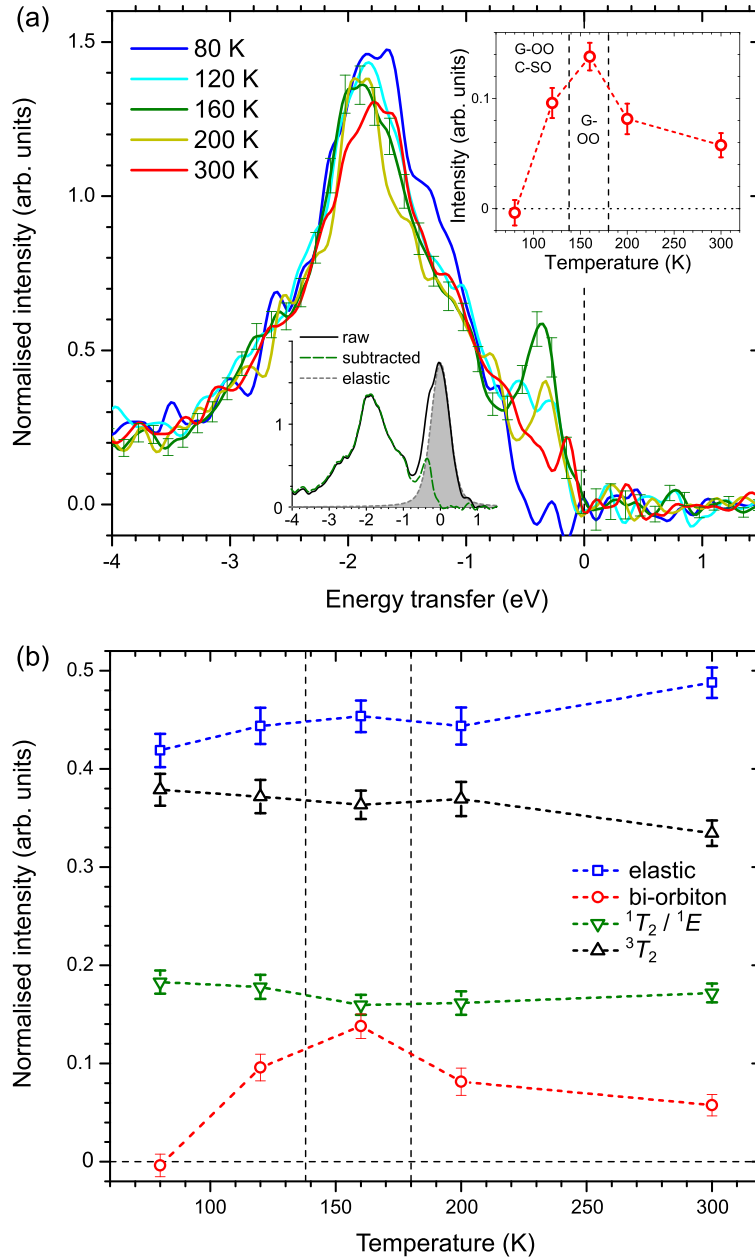 (a)
1.5
1.0
0.5
0.0
Normalised intensity (arb. units)
80 K
120 K
160 K
200 K
300 K
G-OO
C-SO
G-
OO
0.1
0
Intensity (arb. units)
100 150 200 250 300
Temperature (K)
raw
subtracted
elastic
1
0
-4 -3 -2 -1 0 1
-4 -3 -2 -1 0 1
Energy transfer (eV)
(b)
0.5
0.4
0.3
0.2
0.1
0
Normalised intensity (arb. units)
elastic
bi-orbiton
¹T₂ / ¹E
³T₂
100 150 200 250 300
Temperature (K)